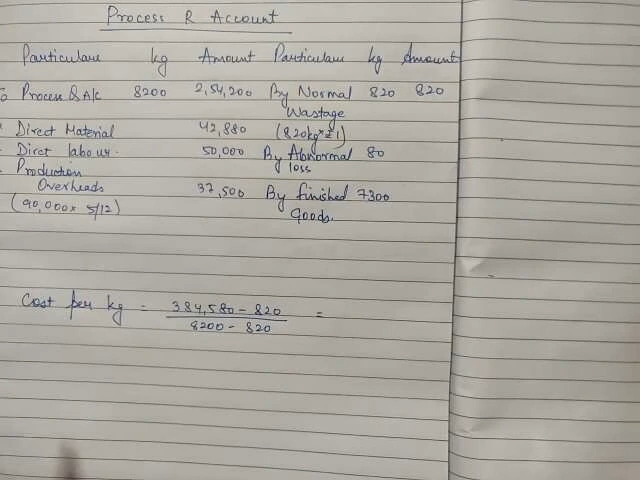 Process R Account
Particulars kg Amount Particulars kg Amount
To Process Q A/c 8200 2,54,200 By Normal 820 820
Wastage
Direct Material 42,880 (820kg × ₹1)
Direct labour. 50,000 By Abnormal 80
loss
Production
Overheads 37,500 By finished 7300
(90,000 × 5/12) goods.
Cost per kg = 384,580 - 820 =
8200 - 820